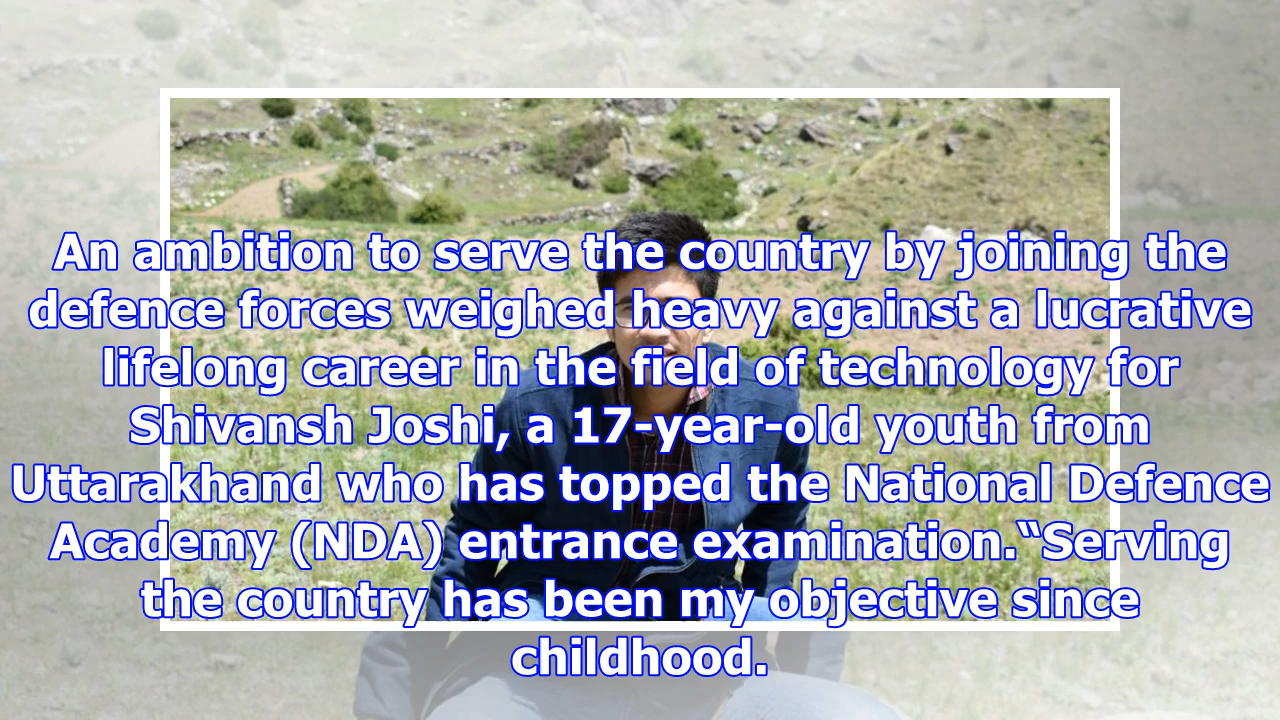 An ambition to serve the country by joining the
defence forces weighed heavy against a lucrative
lifelong career in the field of technology for
Shivansh Joshi, a 17-year-old youth from
Uttarakhand who has topped the National Defence
Academy (NDA) entrance examination.“Serving
the country has been my objective since
childhood.